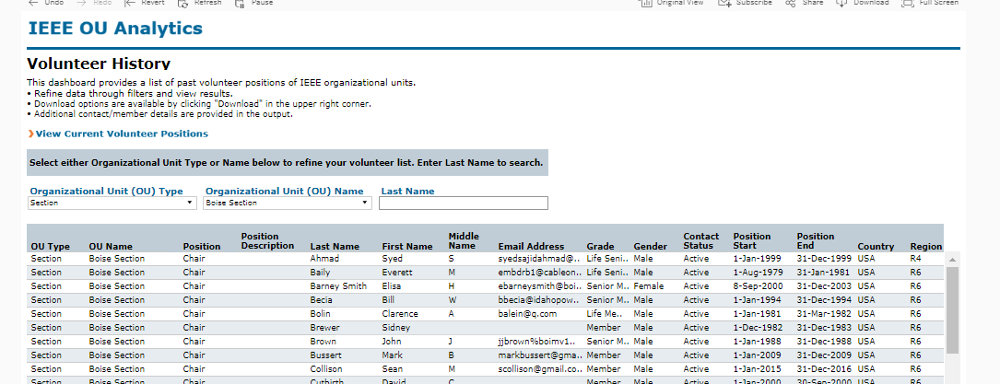 Undo Redo Revert Refresh Pause Original View Subscribe Share Download Full Screen
IEEE OU Analytics
Volunteer History
This dashboard provides a list of past volunteer positions of IEEE organizational units.
• Refine data through filters and view results.
• Download options are available by clicking "Download" in the upper right corner.
• Additional contact/member details are provided in the output.
❯View Current Volunteer Positions
Select either Organizational Unit Type or Name below to refine your volunteer list. Enter Last Name to search.
Organizational Unit (OU) Type Organizational Unit (OU) Name Last Name
Section Boise Section
OU Type OU Name Position Position Description Last Name First Name Middle Name Email Address Grade Gender Contact Status Position Start Position End Country Region
Section Boise Section Chair Ahmad Syed S syedsajidahmad@.. Life Seni.. Male Active 1-Jan-1999 31-Dec-1999 USA R4
Section Boise Section Chair Baily Everett M embdrb1@cableon.. Life Seni.. Male Active 1-Aug-1979 31-Jan-1981 USA R6
Section Boise Section Chair Barney Smith Elisa H ebarneysmith@boi.. Senior M.. Female Active 8-Sep-2000 31-Dec-2003 USA R6
Section Boise Section Chair Becia Bill W bbecia@idahopow.. Senior M.. Male Active 1-Jan-1994 31-Dec-1994 USA R6
Section Boise Section Chair Bolin Clarence A balein@q.com Life Me.. Male Active 1-Jan-1981 31-Mar-1982 USA R6
Section Boise Section Chair Brewer Sidney Member Male Active 1-Dec-1982 31-Dec-1983 USA R6
Section Boise Section Chair Brown John J jjbrown%boimv1.. Senior M.. Male Active 1-Jan-1988 31-Dec-1988 USA R6
Section Boise Section Chair Bussert Mark B markbussert@gma.. Member Male Active 1-Jan-2009 31-Dec-2009 USA R6
Section Boise Section Chair Collison Sean M scollison@gmail.co.. Member Male Active 1-Jan-2015 31-Dec-2016 USA R6
Section Boise Section Chair Cuthirth David C Member Male Active 1-Jan-2000 30-Sep-2000 USA R6